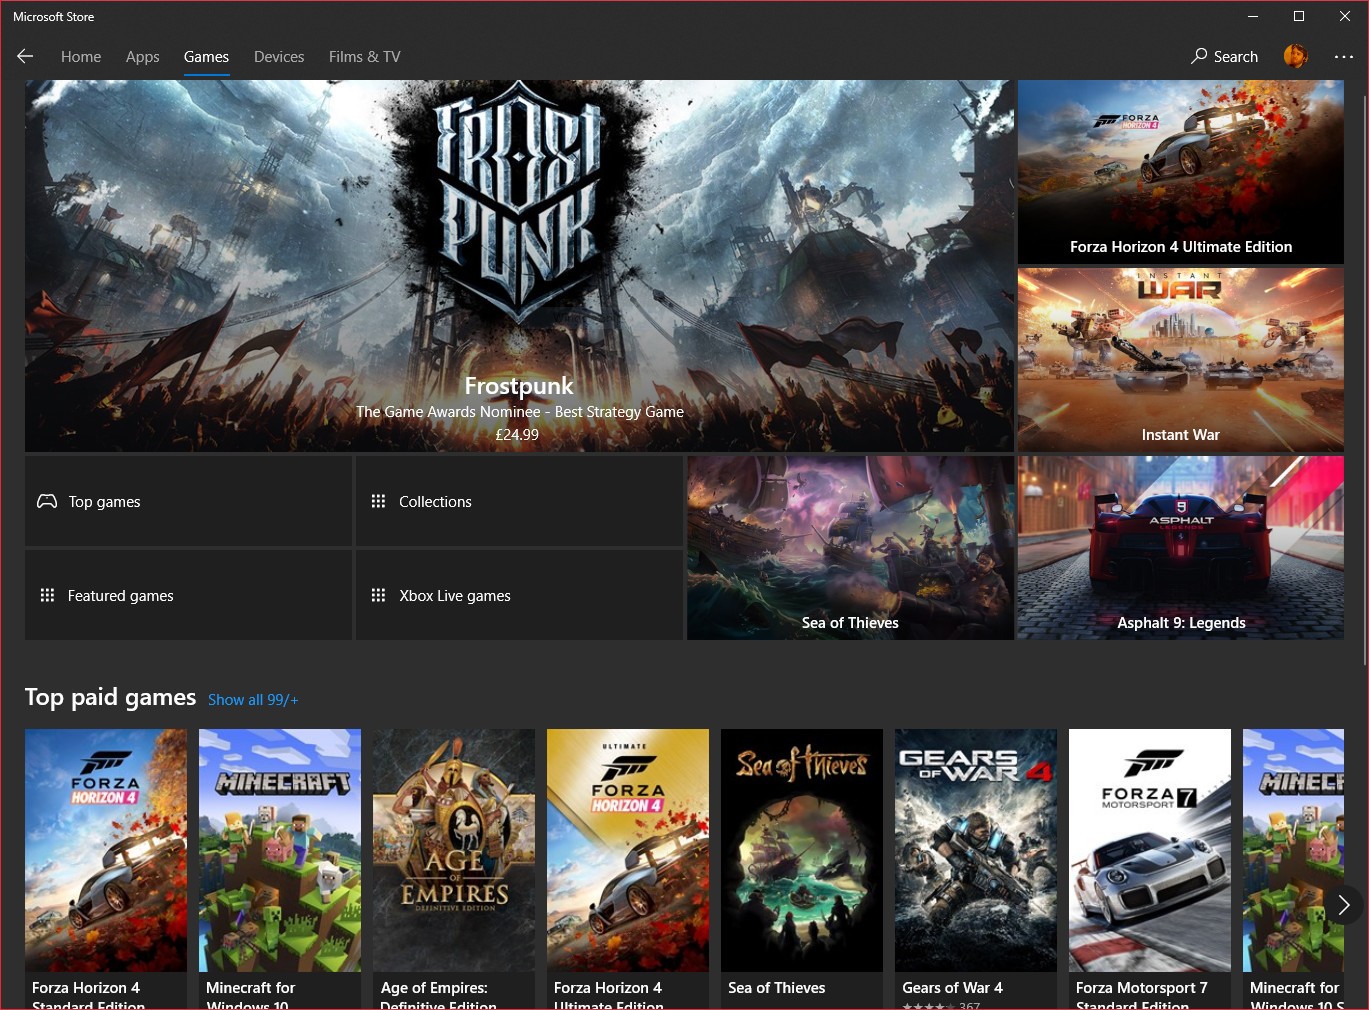 Microsoft Store
Home
Apps
Games
Devices
Films & TV
Search
FROST
PUNK
Frostpunk
The Game Awards Nominee - Best Strategy Game
£24.99
FORZA
HORIZON 4
Forza Horizon 4 Ultimate Edition
INSTANT
WAR
Instant War
Top games
Collections
Featured games
Xbox Live games
Sea of Thieves
9
ASPHALT
LEGENDS
Asphalt 9: Legends
Top paid games
Show all 99/+
FORZA
HORIZON 4
Forza Horizon 4
Standard Edition
MINECRAFT
Minecraft for
Windows 10
AGE
OF
EMPIRES
DEFINITIVE EDITION
Age of Empires:
Definitive Edition
ULTIMATE
FORZA
HORIZON 4
Forza Horizon 4
Ultimate Edition
Sea of Thieves
Sea of Thieves
GEARS
OF WAR 4
Gears of War 4
367
FORZA
MOTORSPORT 7
Forza Motorsport 7
Standard Edition
MINECR
Minecraft for
Windows 10 S